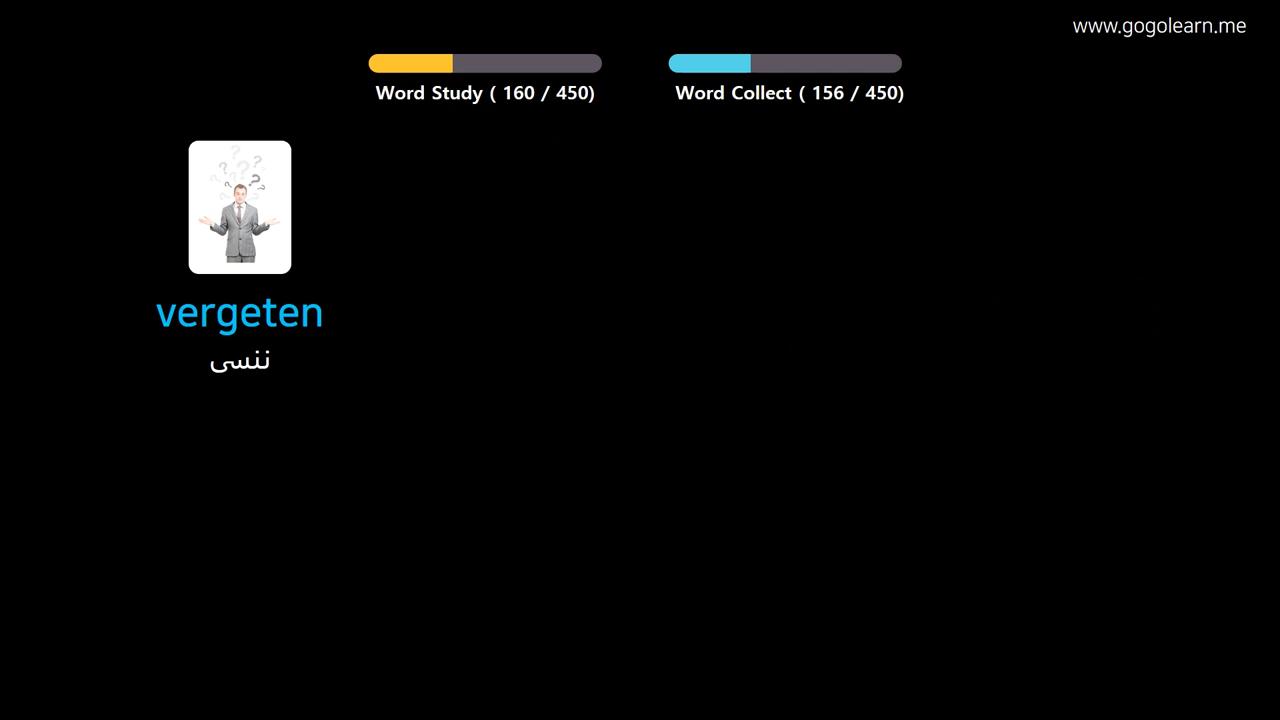 www.gogolearn.me
Word Study ( 160 / 450)
Word Collect ( 156 / 450)
vergeten
ننسى